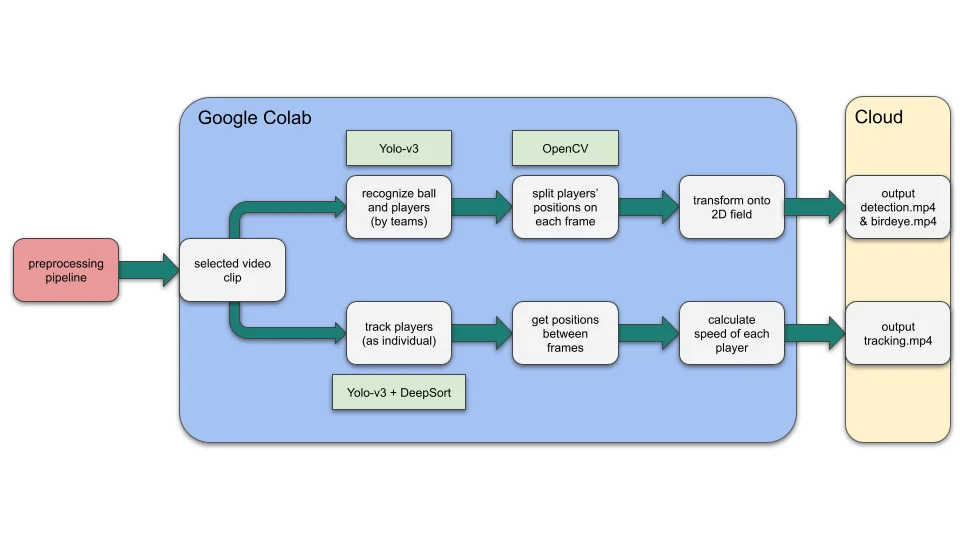 Google Colab
Cloud
Yolo-v3
OpenCV
recognize ball
and players
(by teams)
split players’
positions on
each frame
transform onto
2D field
output
detection.mp4
& birdeye.mp4
preprocessing
pipeline
selected video
clip
track players
(as individual)
get positions
between
frames
calculate
speed of each
player
output
tracking.mp4
Yolo-v3 + DeepSort